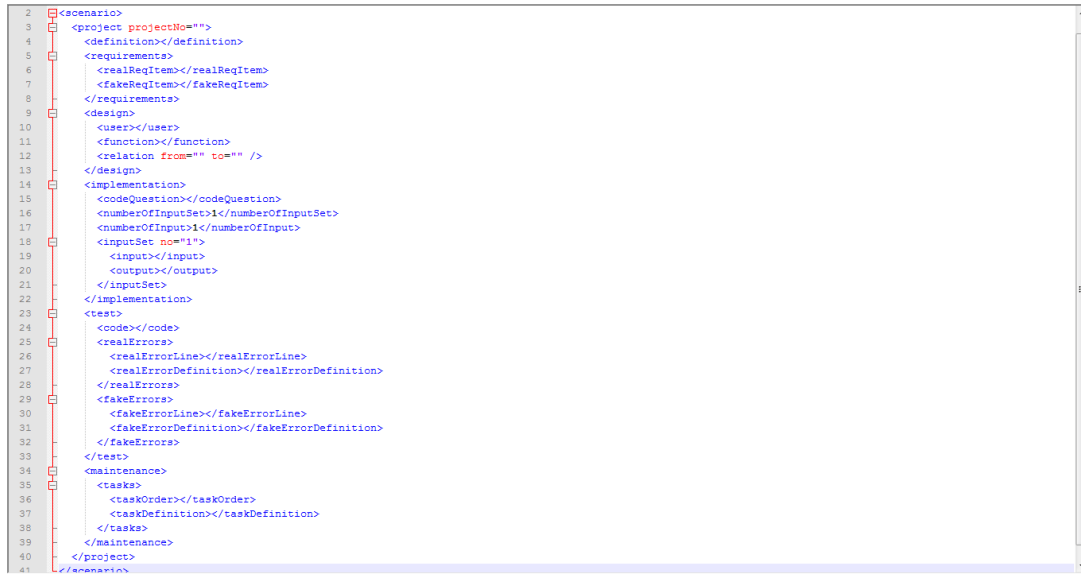 2 <scenario>
3 <project projectNo="">
4 <definition></definition>
5 <requirements>
6 <realReqItem></realReqItem>
7 <fakeReqItem></fakeReqItem>
8 </requirements>
9 <design>
10 <user></user>
11 <function></function>
12 <relation from="" to="" />
13 </design>
14 <implementation>
15 <codeQuestion></codeQuestion>
16 <numberOfInputSet>1</numberOfInputSet>
17 <numberOfInput>1</numberOfInput>
18 <inputSet no="1">
19 <input></input>
20 <output></output>
21 </inputSet>
22 </implementation>
23 <test>
24 <code></code>
25 <realErrors>
26 <realErrorLine></realErrorLine>
27 <realErrorDefinition></realErrorDefinition>
28 </realErrors>
29 <fakeErrors>
30 <fakeErrorLine></fakeErrorLine>
31 <fakeErrorDefinition></fakeErrorDefinition>
32 </fakeErrors>
33 </test>
34 <maintenance>
35 <tasks>
36 <taskOrder></taskOrder>
37 <taskDefinition></taskDefinition>
38 </tasks>
39 </maintenance>
40 </project>
41 </scenario>